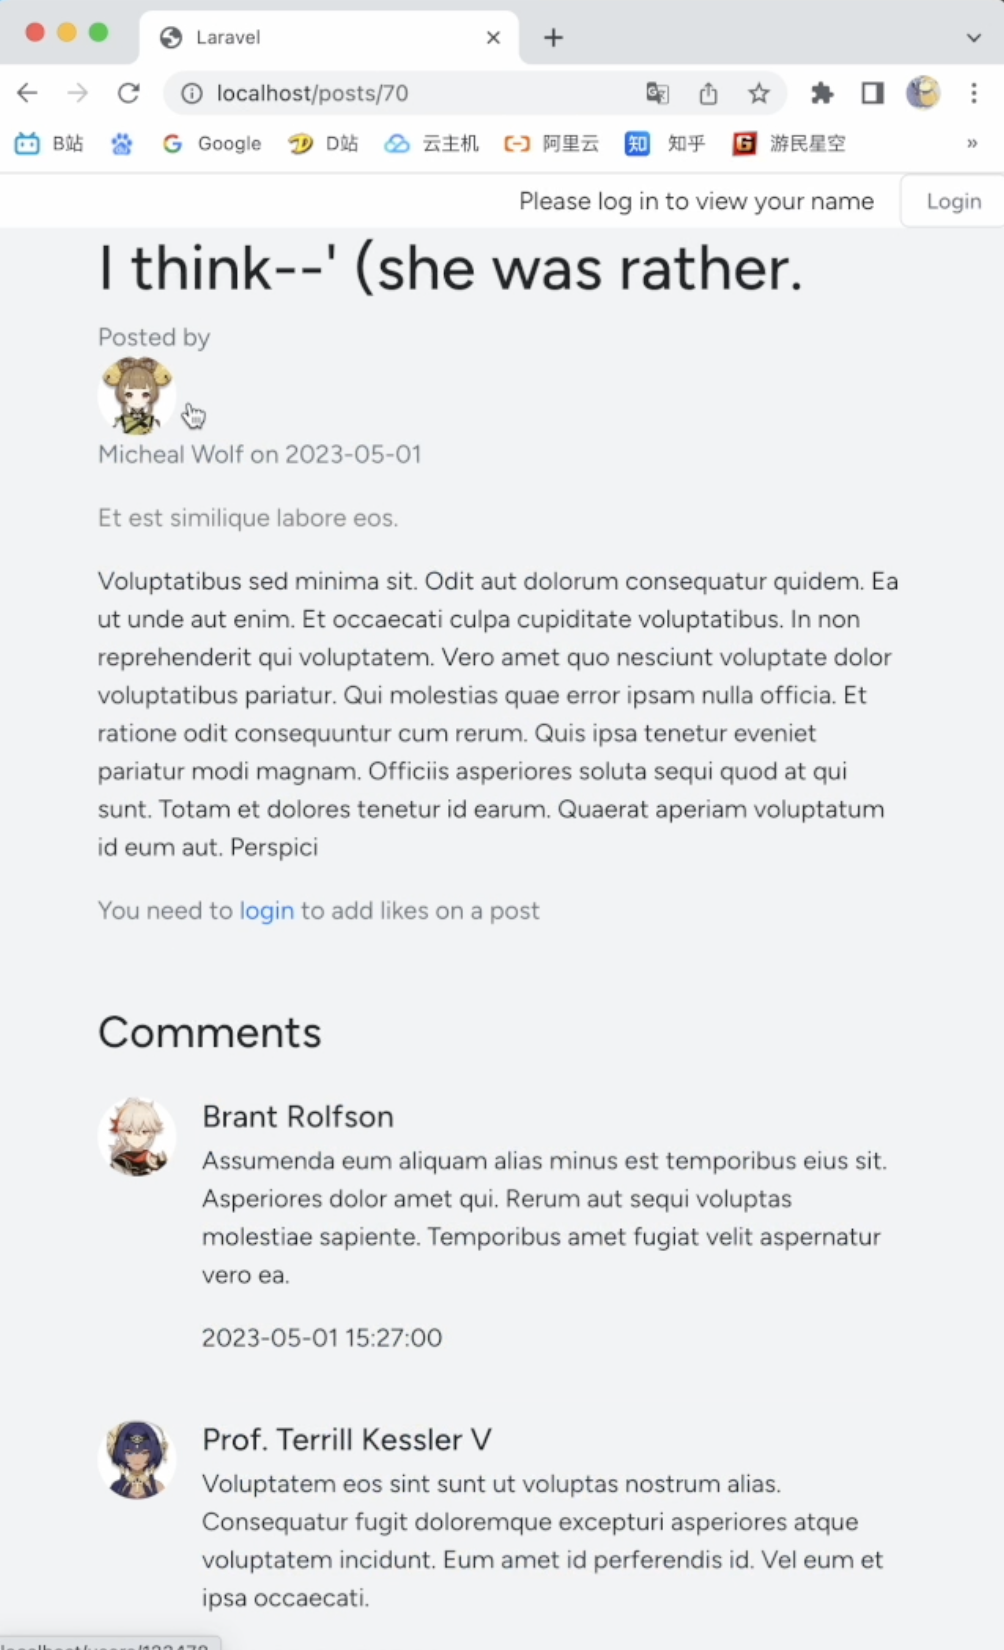 Laravel
localhost/posts/70
B站 Google D站 云主机 阿里云 知 知乎 G 游民星空 »
Please log in to view your name Login
I think--' (she was rather.
Posted by
Micheal Wolf on 2023-05-01
Et est similique labore eos.
Voluptatibus sed minima sit. Odit aut dolorum consequatur quidem. Ea
ut unde aut enim. Et occaecati culpa cupiditate voluptatibus. In non
reprehenderit qui voluptatem. Vero amet quo nesciunt voluptate dolor
voluptatibus pariatur. Qui molestias quae error ipsam nulla officia. Et
ratione odit consequuntur cum rerum. Quis ipsa tenetur eveniet
pariatur modi magnam. Officiis asperiores soluta sequi quod at qui
sunt. Totam et dolores tenetur id earum. Quaerat aperiam voluptatum
id eum aut. Perspici
You need to login to add likes on a post
Comments
Brant Rolfson
Assumenda eum aliquam alias minus est temporibus eius sit.
Asperiores dolor amet qui. Rerum aut sequi voluptas
molestiae sapiente. Temporibus amet fugiat velit aspernatur
vero ea.
2023-05-01 15:27:00
Prof. Terrill Kessler V
Voluptatem eos sint sunt ut voluptas nostrum alias.
Consequatur fugit doloremque excepturi asperiores atque
voluptatem incidunt. Eum amet id perferendis id. Vel eum et
ipsa occaecati.